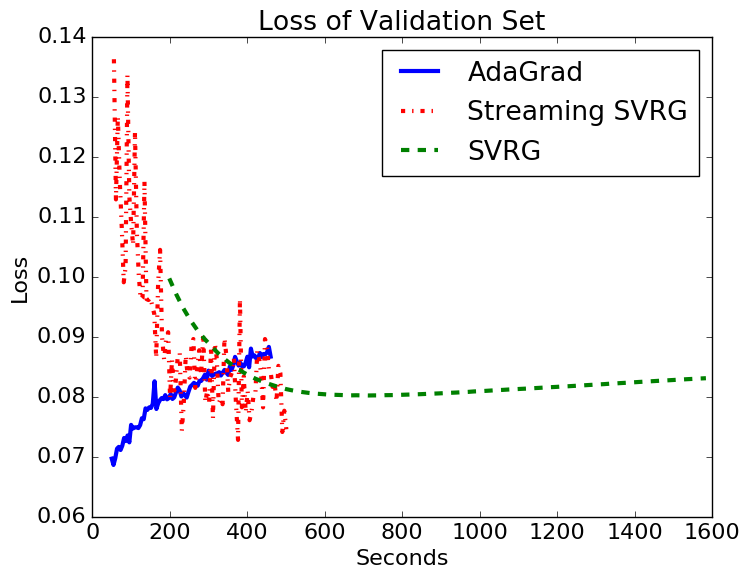 Loss of Validation Set
0.14
0.13
0.12
0.11
0.10
0.09
0.08
0.07
0.06
Loss
AdaGrad
Streaming SVRG
SVRG
0 200 400 600 800 1000 1200 1400 1600
Seconds